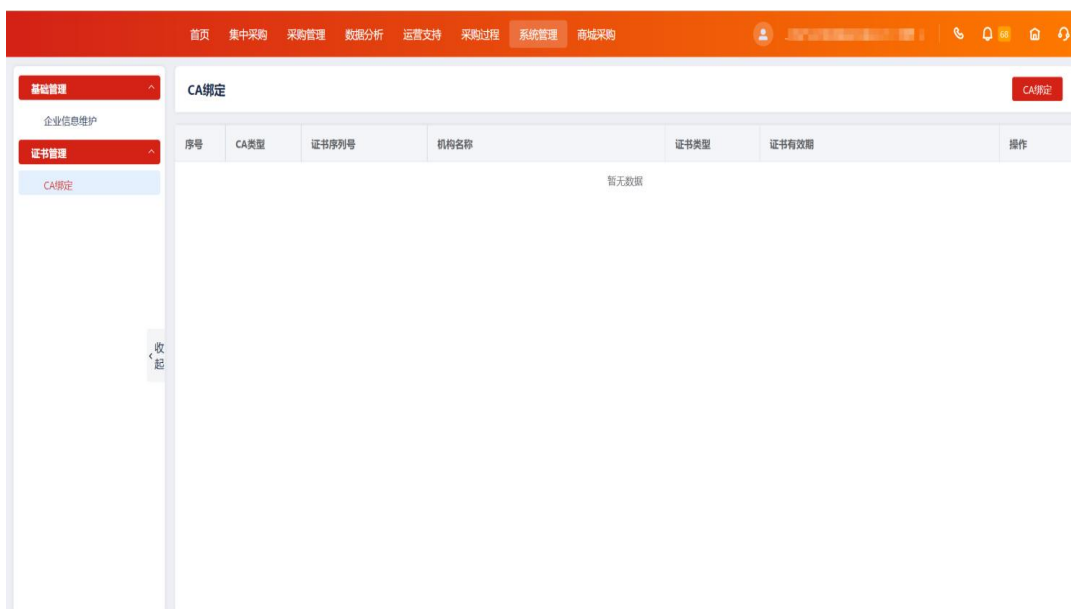 首页 集中采购 采购管理 数据分析 运营支持 采购过程 系统管理 商城采购 68
基础管理
企业信息维护
证书管理
CA绑定
收起
CA绑定 CA绑定
序号 CA类型 证书序列号 机构名称 证书类型 证书有效期 操作
暂无数据